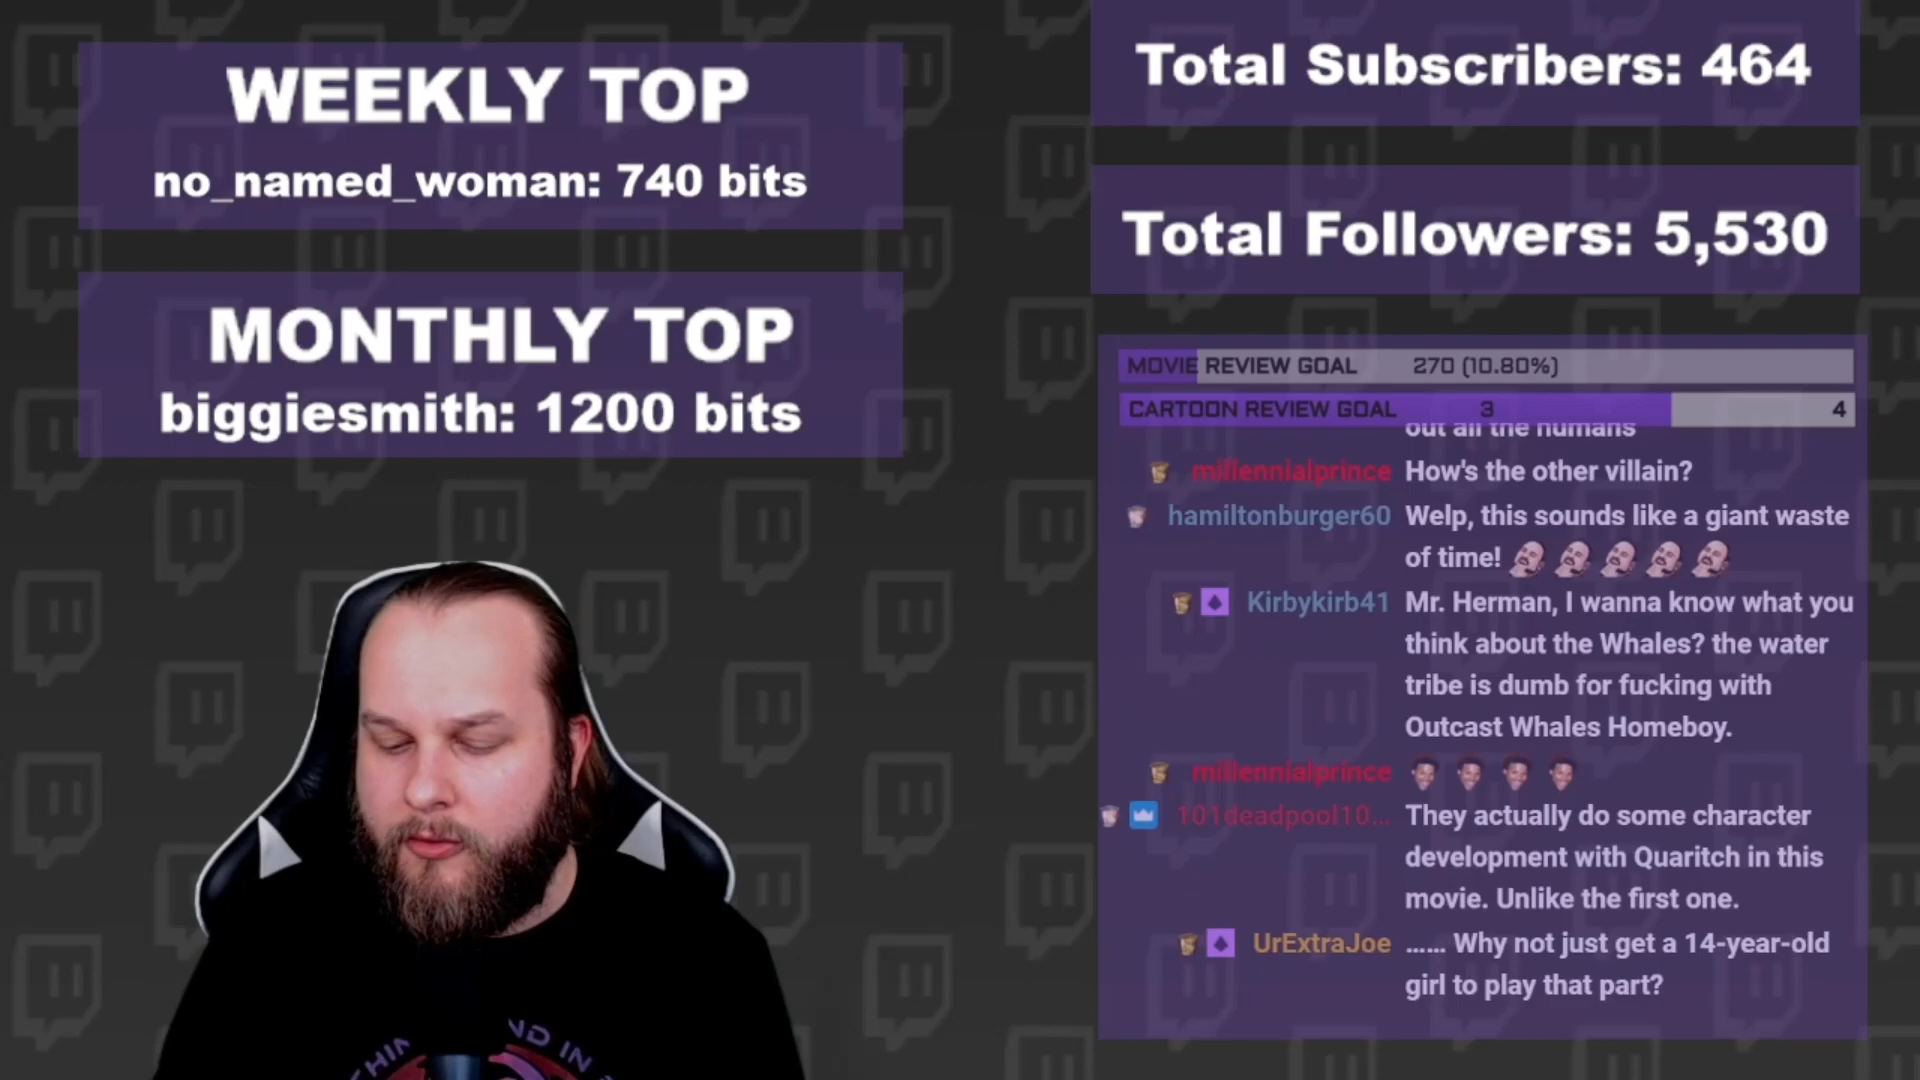 WEEKLY TOP
no_named_woman: 740 bits
MONTHLY TOP
biggiesmith: 1200 bits
Total Subscribers: 464
Total Followers: 5,530
MOVIE REVIEW GOAL 270 (10.80%)
CARTOON REVIEW GOAL 3 4
out all the humans
millennialprince How's the other villain?
hamiltonburger60 Welp, this sounds like a giant waste
of time!
Kirbykirb41 Mr. Herman, I wanna know what you
think about the Whales? the water
tribe is dumb for fucking with
Outcast Whales Homeboy.
millennialprince
101deadpool10... They actually do some character
development with Quaritch in this
movie. Unlike the first one.
UrExtraJoe ...... Why not just get a 14-year-old
girl to play that part?
ND IN